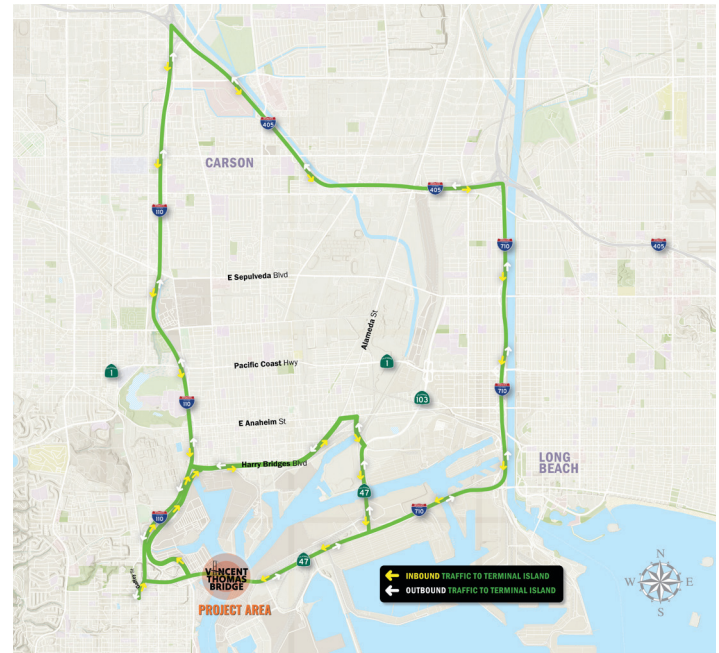 405
CARSON
405
110
710
405
E Sepulveda Blvd
Alameda St
Pacific Coast Hwy
1
1
110
710
103
E Anaheim St
Harry Bridges Blvd
LONG
BEACH
47
710
110
47
VINCENT
THOMAS
BRIDGE
PROJECT AREA
INBOUND TRAFFIC TO TERMINAL ISLAND
OUTBOUND TRAFFIC TO TERMINAL ISLAND
N
W
E
S